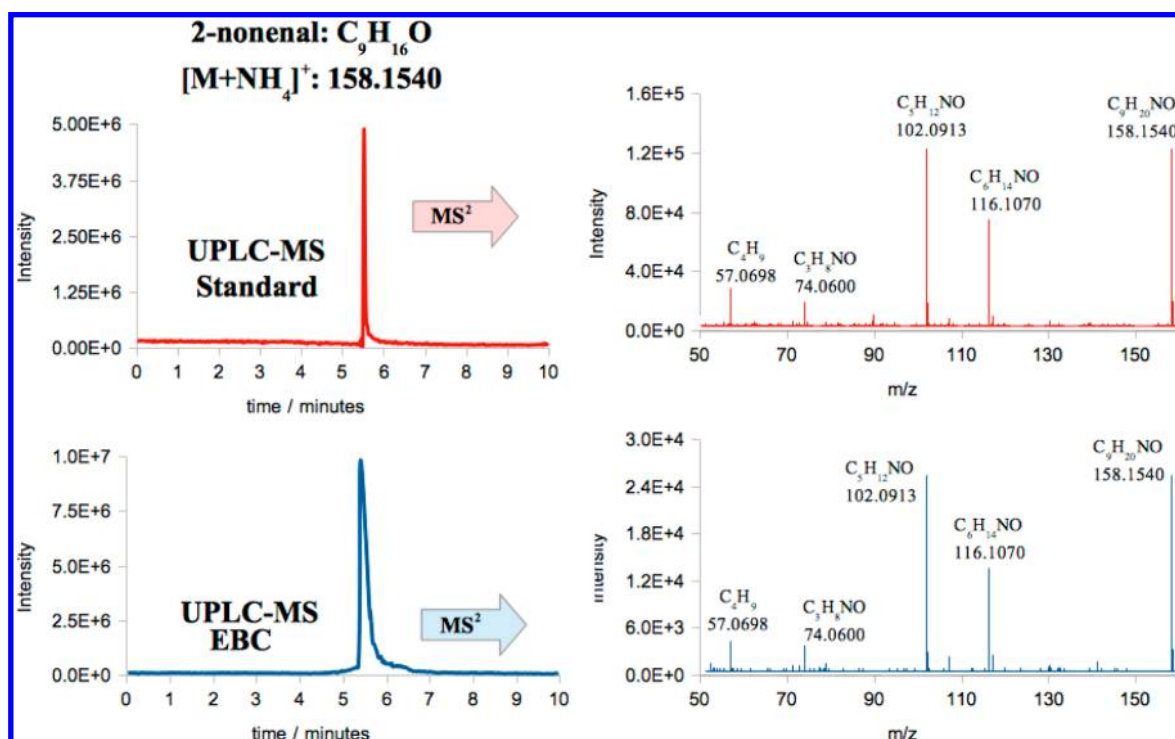 2-nonenal: C₉H₁₆O
[M+NH₄]⁺: 158.1540
5.00E+6
3.75E+6
2.50E+6
1.25E+6
0.00E+0
Intensity
UPLC-MS
Standard
MS²
0 1 2 3 4 5 6 7 8 9 10
time / minutes
1.6E+5
1.2E+5
8.0E+4
4.0E+4
0.0E+0
Intensity
C₄H₉
57.0698
C₃H₈NO
74.0600
C₅H₁₂NO
102.0913
C₆H₁₄NO
116.1070
C₉H₂₀NO
158.1540
50 70 90 110 130 150
m/z
1.0E+7
7.5E+6
5.0E+6
2.5E+6
0.0E+0
Intensity
UPLC-MS
EBC
MS²
0 1 2 3 4 5 6 7 8 9 10
time / minutes
3.0E+4
2.4E+4
1.8E+4
1.2E+4
6.0E+3
0.0E+0
Intensity
C₄H₉
57.0698
C₃H₈NO
74.0600
C₅H₁₂NO
102.0913
C₆H₁₄NO
116.1070
C₉H₂₀NO
158.1540
50 70 90 110 130 150
m/z